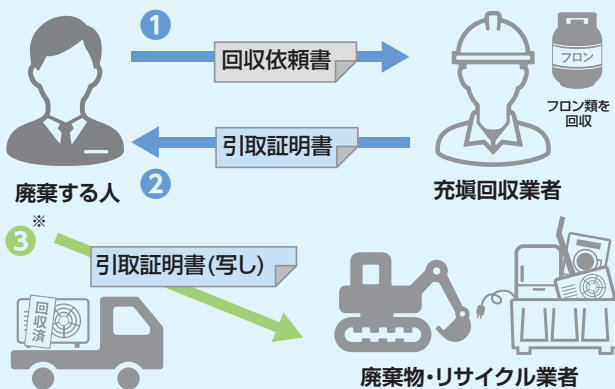 1
回収依頼書
フロン
フロン類を
回収
引取証明書
2
廃棄する人
充塡回収業者
3
※
引取証明書(写し)
回収済
廃棄物・リサイクル業者